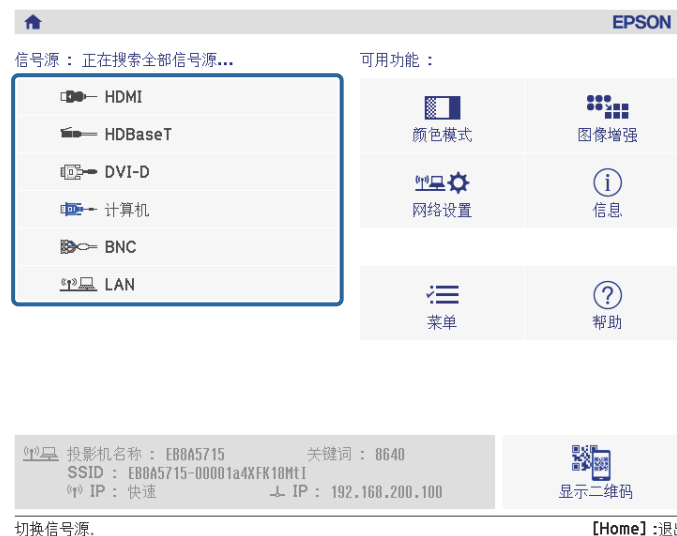 EPSON
信号源 : 正在搜索全部信号源...
可用功能 :
HDMI
HDBaseT
DVI-D
计算机
BNC
LAN
颜色模式
图像增强
网络设置
信息
菜单
帮助
投影机名称 : EB8A5715 关键词 : 8640
SSID : EB8A5715-00001a4XFK18MtI
IP : 快速 IP : 192.168.200.100
显示二维码
切换信号源.
[Home] :退出